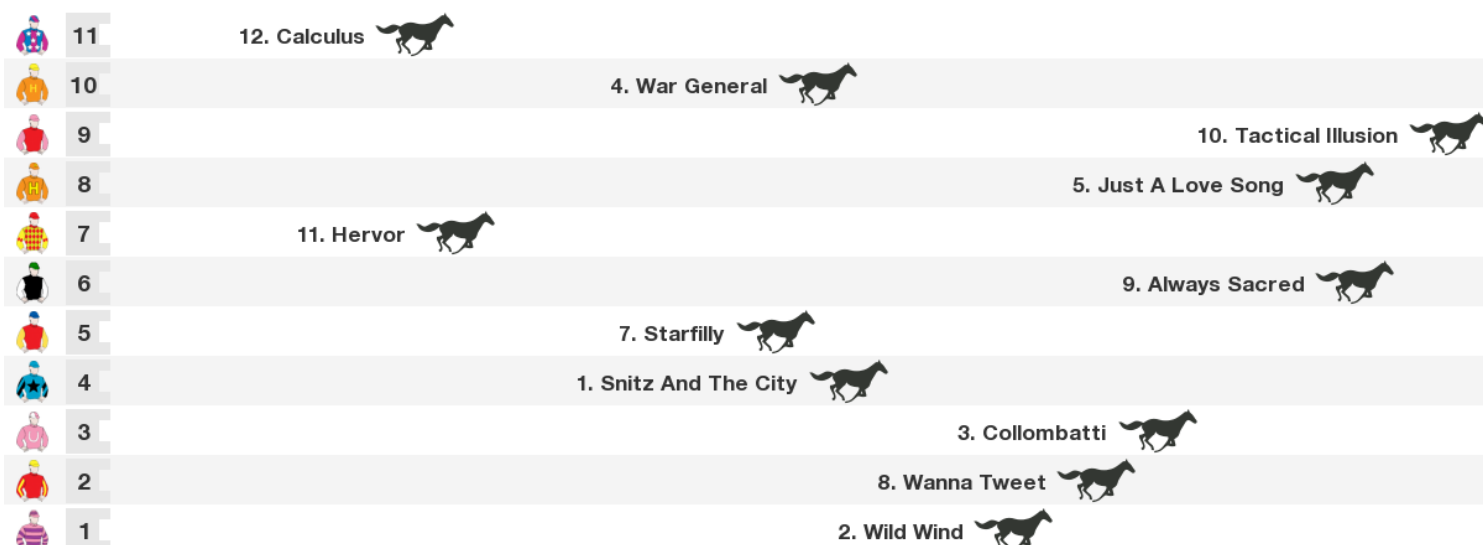 11 12. Calculus
H 10 4. War General
9 10. Tactical Illusion
H 8 5. Just A Love Song
7 11. Hervor
6 9. Always Sacred
5 7. Starfilly
4 1. Snitz And The City
U 3 3. Collombatti
2 8. Wanna Tweet
1 2. Wild Wind